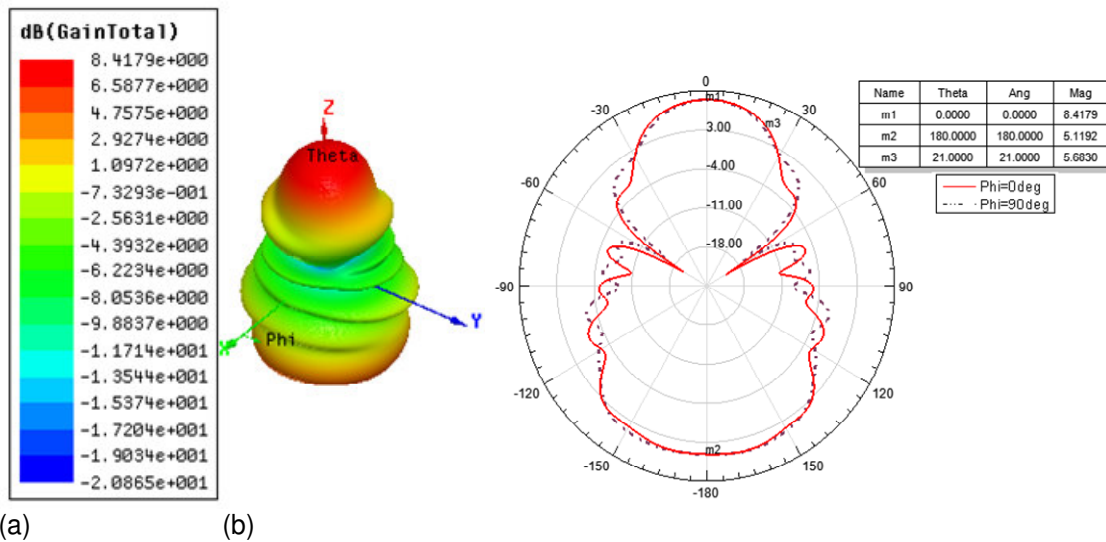 dB(GainTotal)
8.4179e+000
6.5877e+000
4.7575e+000
2.9274e+000
1.0972e+000
-7.3293e-001
-2.5631e+000
-4.3932e+000
-6.2234e+000
-8.0536e+000
-9.8837e+000
-1.1714e+001
-1.3544e+001
-1.5374e+001
-1.7204e+001
-1.9034e+001
-2.0865e+001
Z
Theta
Y
X
Phi
0
m1
-30
30
m3
3.00
-4.00
-60
60
-11.00
-18.00
-90
90
-120
120
m2
-150
150
-180
Name Theta Ang Mag
m1 0.0000 0.0000 8.4179
m2 180.0000 180.0000 5.1192
m3 21.0000 21.0000 5.6830
Phi=0deg
Phi=90deg
(a) (b)